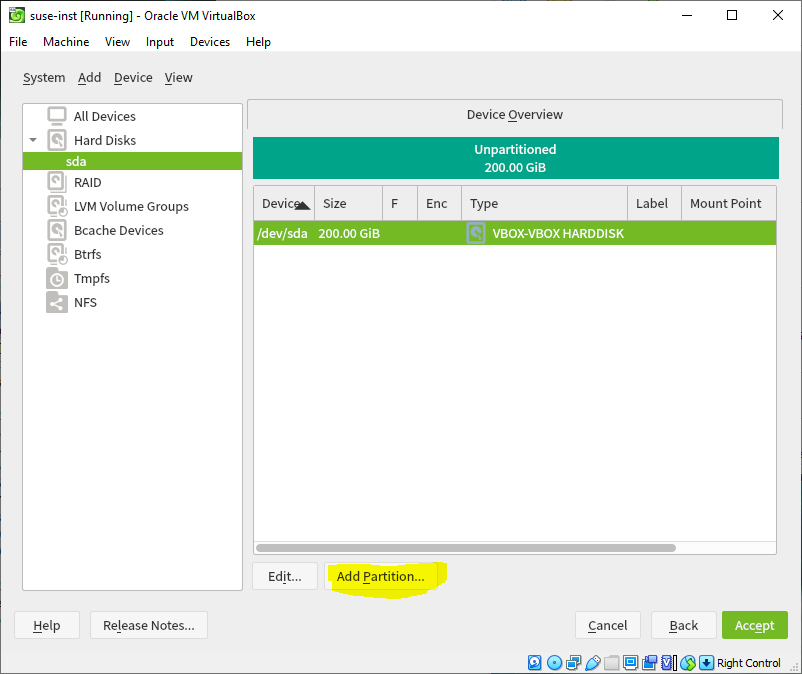 suse-inst [Running] - Oracle VM VirtualBox
File Machine View Input Devices Help
System Add Device View
All Devices
Hard Disks
sda
RAID
LVM Volume Groups
Bcache Devices
Btrfs
Tmpfs
NFS
Device Overview
Unpartitioned
200.00 GiB
Device Size F Enc Type Label Mount Point
/dev/sda 200.00 GiB VBOX-VBOX HARDDISK
Edit... Add Partition...
Help Release Notes... Cancel Back Accept
Right Control